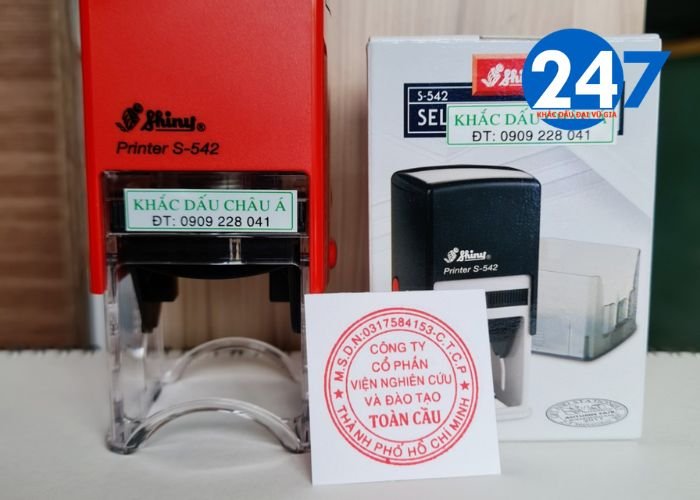 247
KHẮC DẤU ĐẠI VŨ GIA
Shiny®
Printer S-542
KHẮC DẤU CHÂU Á
ĐT: 0909 228 041
Shiny
S-542
SEL
KHẮC DẤU CHÂU Á
ĐT: 0909 228 041
Shiny
Printer S-542
M.S.D.N:0317584153-C.T.C.P
CÔNG TY
CỔ PHẦN
VIỆN NGHIÊN CỨU
VÀ ĐÀO TẠO
TOÀN CẦU
THÀNH PHỐ HỒ CHÍ MINH